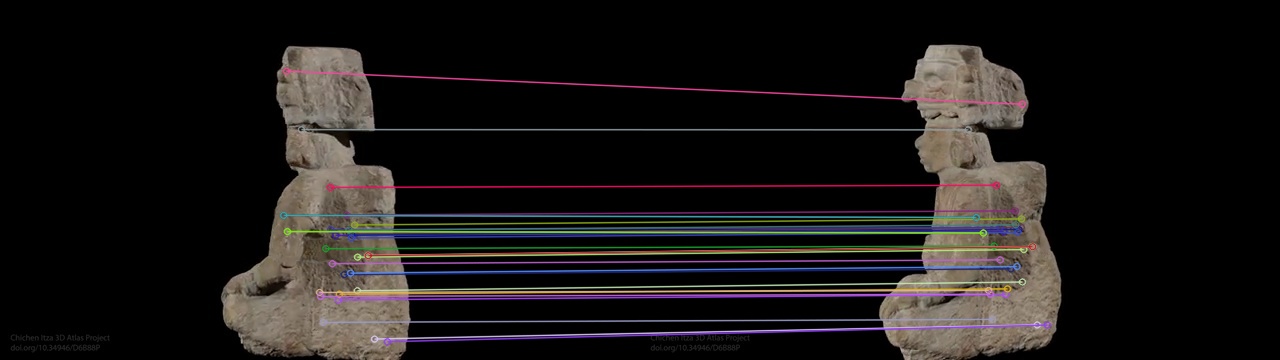 Chichen Itza 3D Atlas Project
doi.org/10.34946/D6B88P
Chichen Itza 3D Atlas Project
doi.org/10.34946/D6B88P